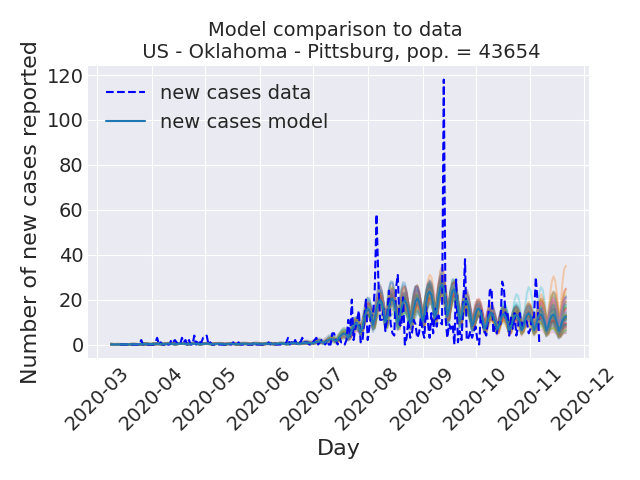 Model comparison to data
US - Oklahoma - Pittsburg, pop. = 43654
Number of new cases reported
120
100
80
60
40
20
0
new cases data
new cases model
2020-03
2020-04
2020-05
2020-06
2020-07
2020-08
2020-09
2020-10
2020-11
2020-12
Day